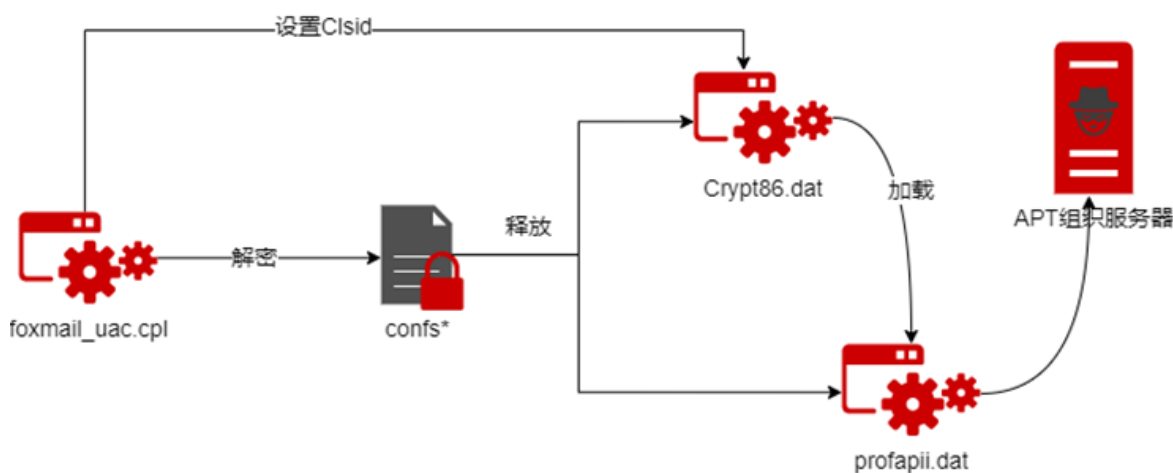 设置Clsid
Crypt86.dat
加载
APT组织服务器
释放
解密
foxmail_uac.cpl
confs*
profapii.dat